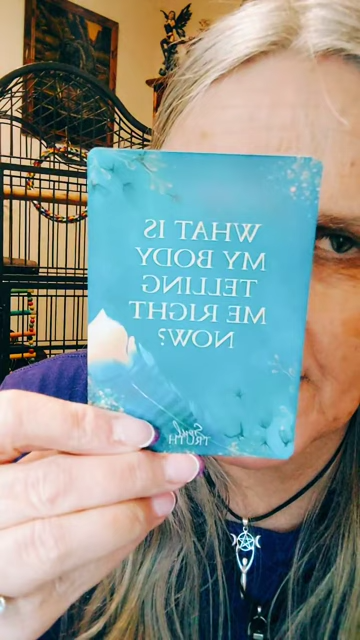 WHAT IS
MY BODY
TELLING
ME RIGHT
NOW?
Soul
TRUTH